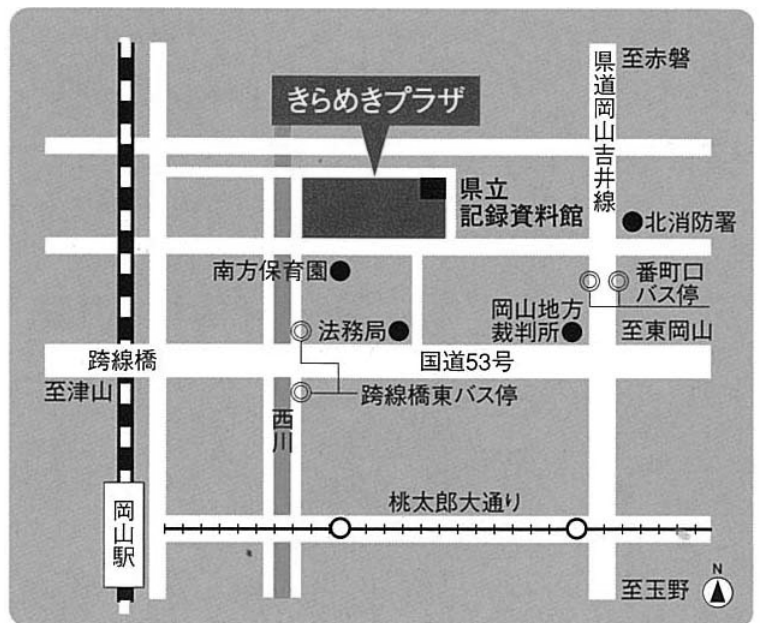 至赤磐
県道岡山吉井線
きらめきプラザ
県立
記録資料館
北消防署
南方保育園
番町口
バス停
岡山地方
裁判所
法務局
至東岡山
跨線橋
国道53号
至津山
跨線橋東バス停
西川
桃太郎大通り
岡山駅
至玉野
N